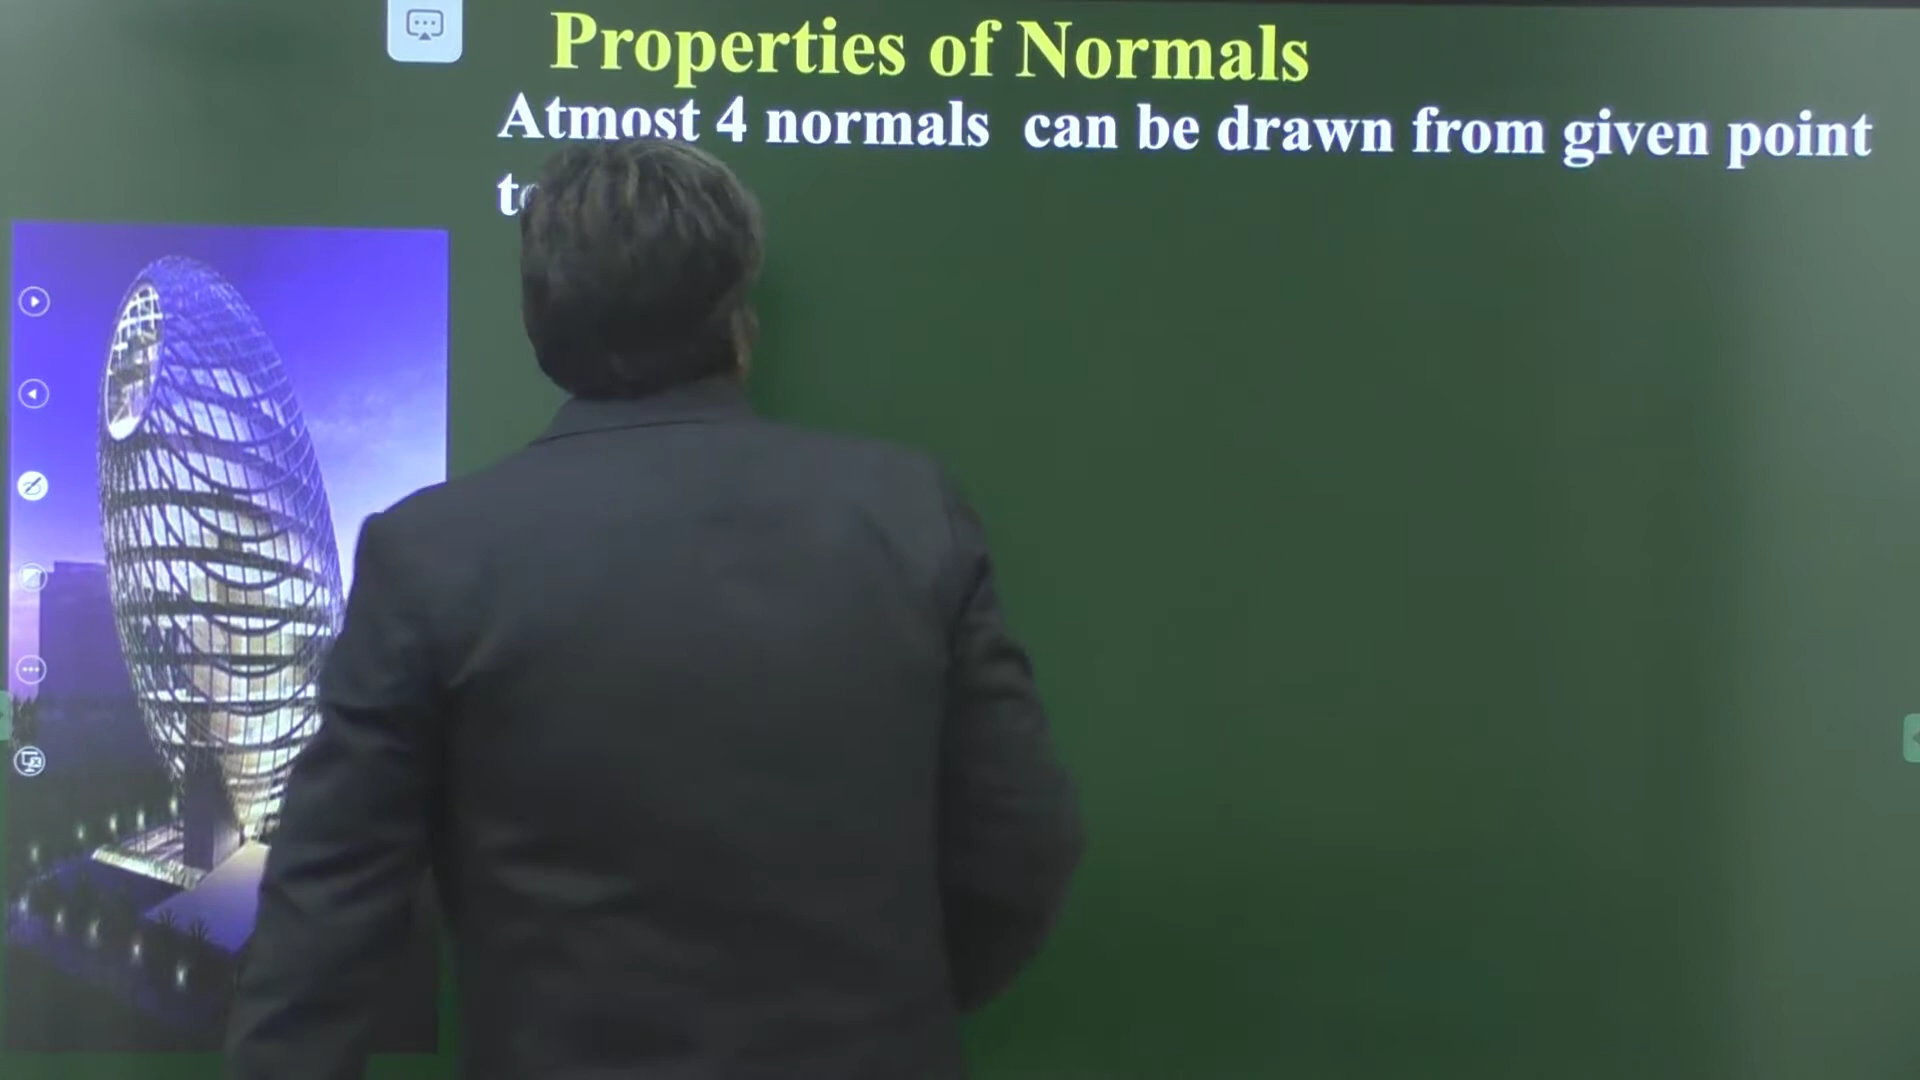 Properties of Normals
Atmost 4 normals can be drawn from given point